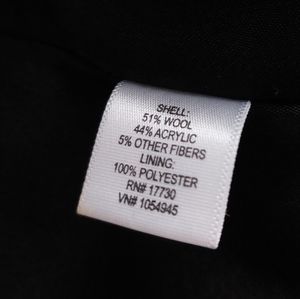 SHELL:
51% WOOL
44% ACRYLIC
5% OTHER FIBERS
LINING:
100% POLYESTER
RN# 17730
VN# 1054945